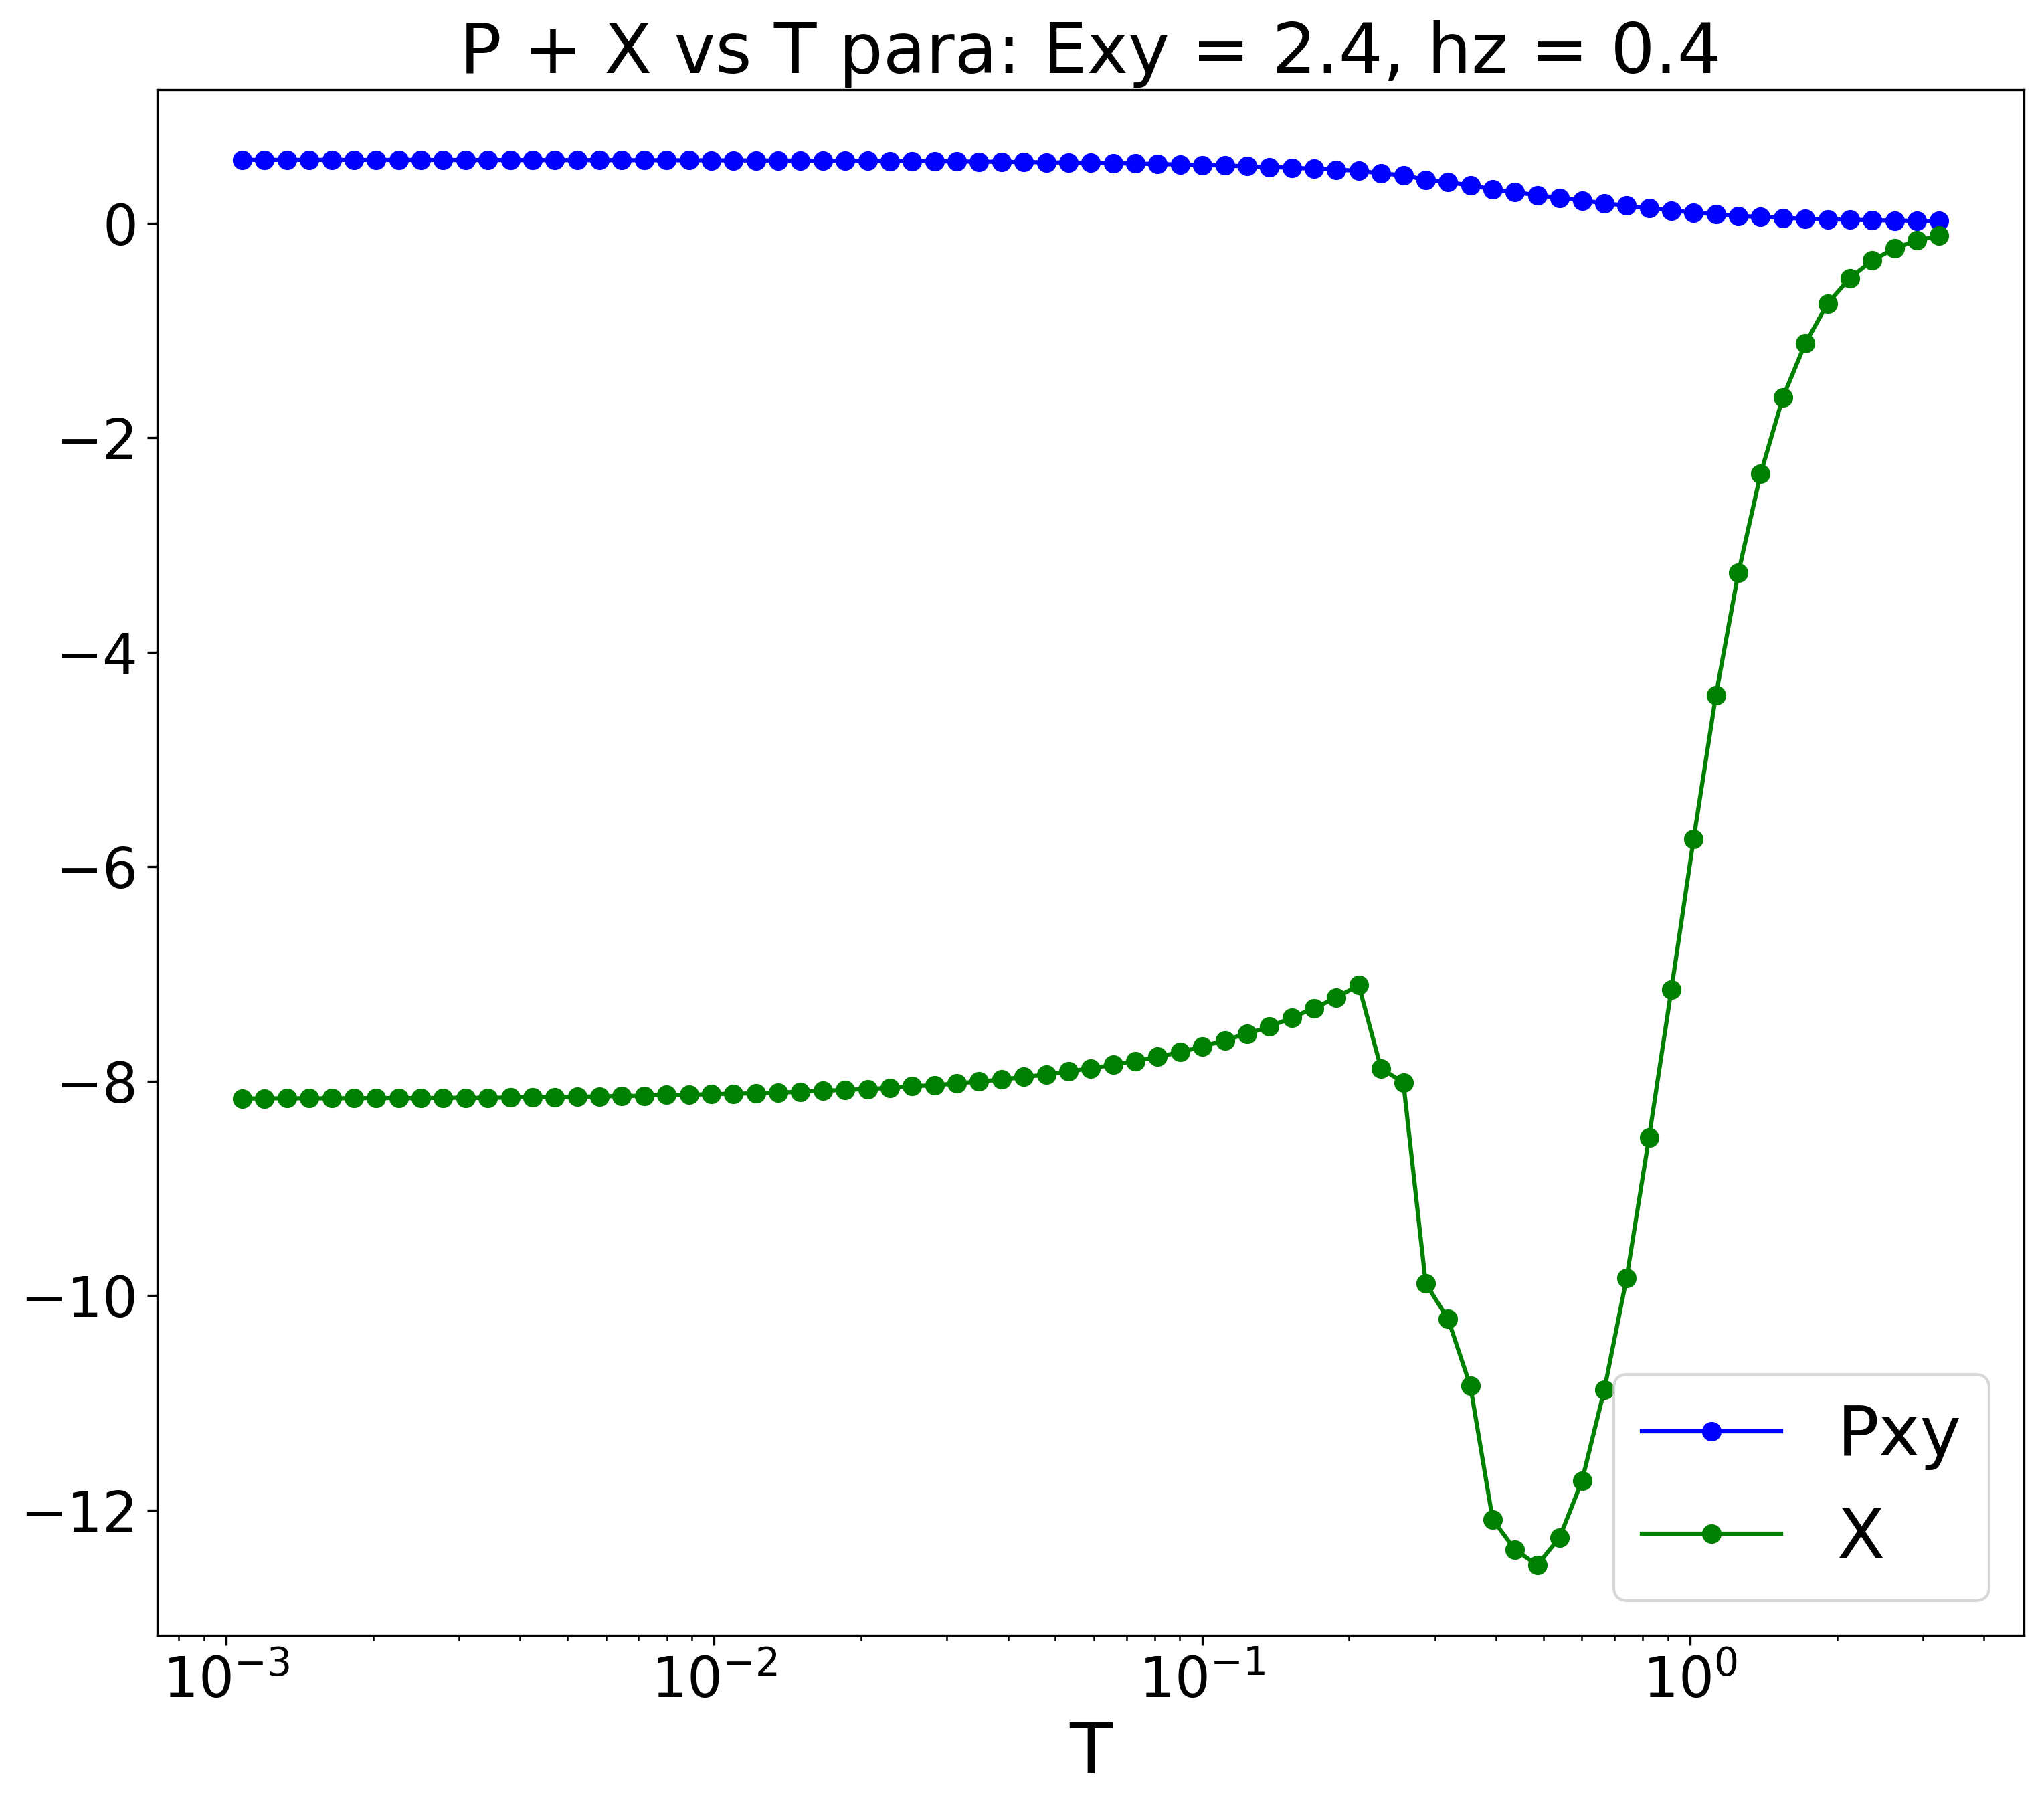 P + X vs T para: Exy = 2.4, hz = 0.4
0
−2
−4
−6
−8
−10
−12
Pxy
X
10⁻³ 10⁻² 10⁻¹ 10⁰
T